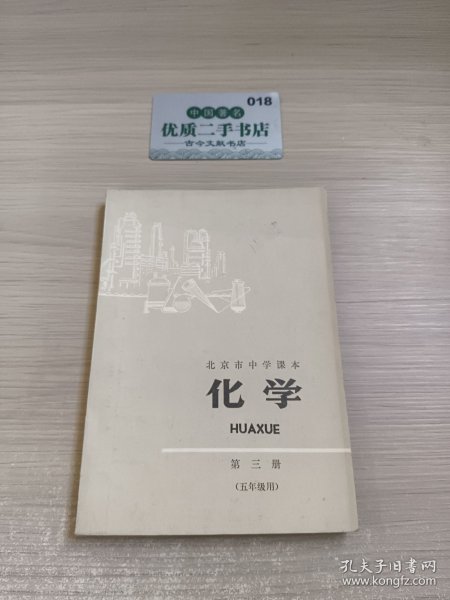 018
中国著名
优质二手书店
古今文献书店
北京市中学课本
化学
HUAXUE
第三册
(五年级用)
孔夫子旧书网
www.kongfz.com